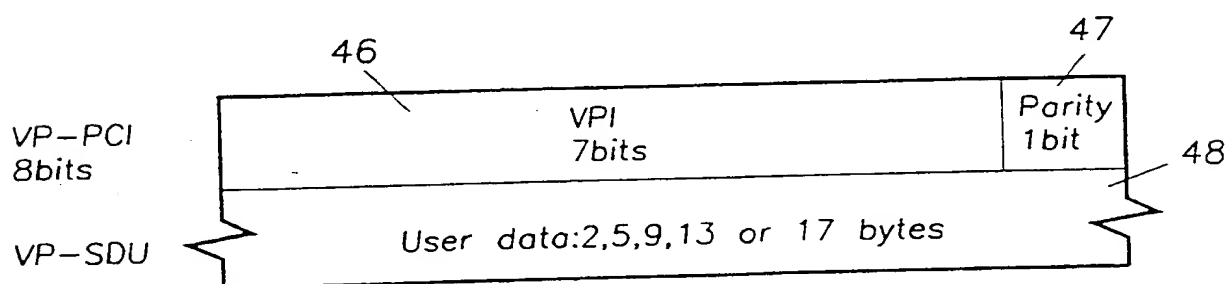 46
47
VP-PCI
8bits
VPI
7bits
Parity
1bit
48
VP-SDU
User data:2,5,9,13 or 17 bytes